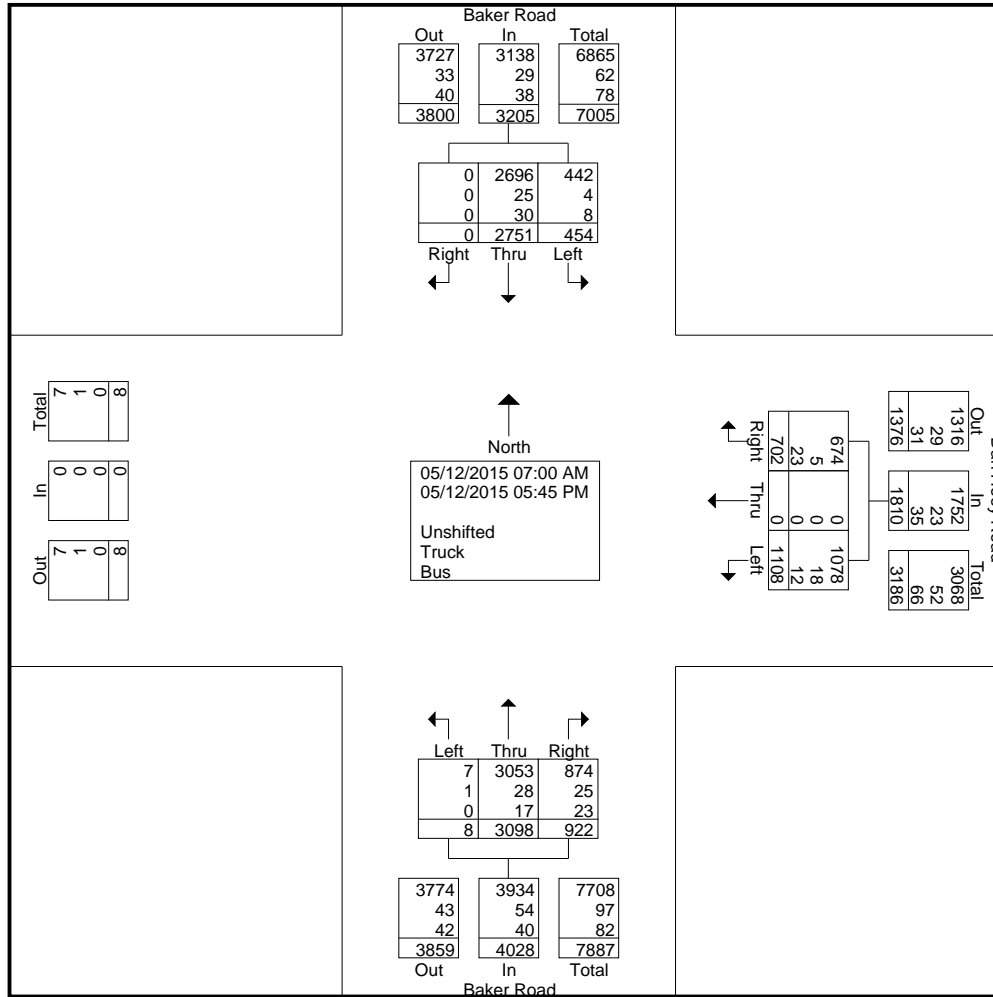 Baker Road
Out In Total
3727 3138 6865
33 29 62
40 38 78
3800 3205 7005
0 2696 442
0 25 4
0 30 8
0 2751 454
Right Thru Left
Total
7 1 0 8
In
0 0 0 0
Out
7 1 0 8
North
05/12/2015 07:00 AM
05/12/2015 05:45 PM
Unshifted
Truck
Bus
Right Thru Left
674 0 1078
5 0 18
23 0 12
702 0 1108
Road
Out In Total
1316 1752 3068
29 23 52
31 35 66
1376 1810 3186
Left Thru Right
7 3053 874
1 28 25
0 17 23
8 3098 922
3774 3934 7708
43 54 97
42 40 82
3859 4028 7887
Out In Total
Baker Road